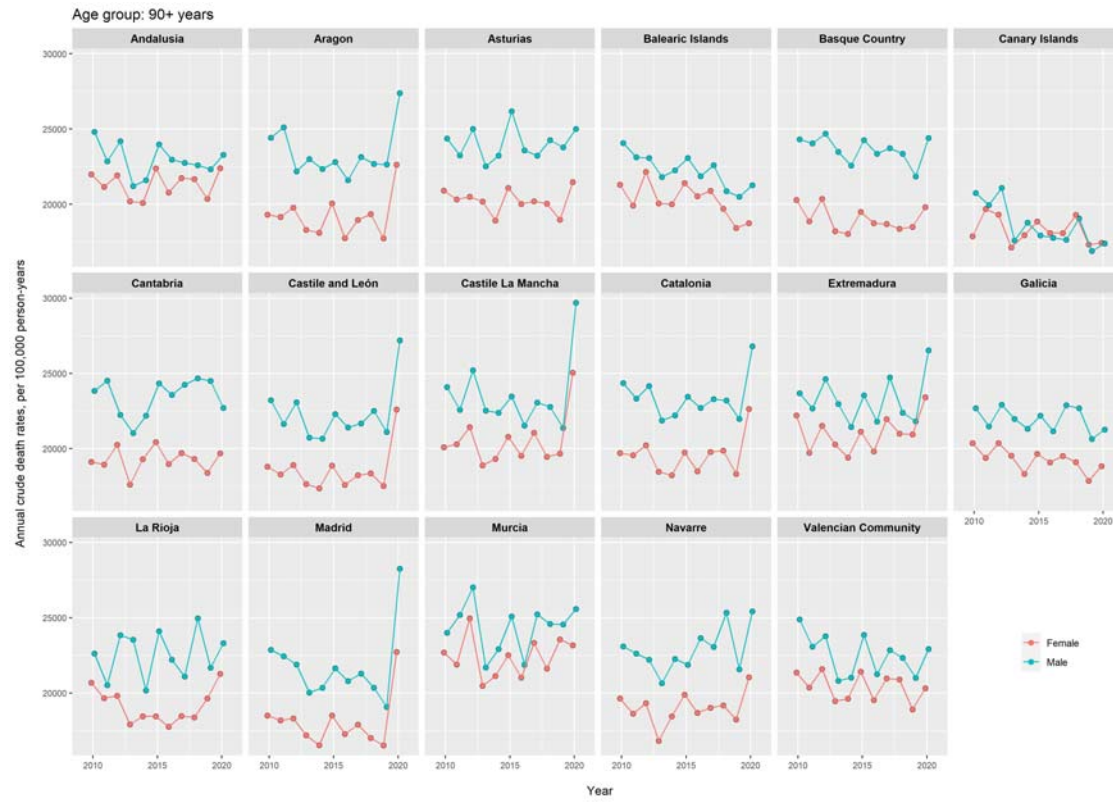 Age group: 90+ years
Andalusia
Aragon
Asturias
Balearic Islands
Basque Country
Canary Islands
30000
25000
20000
Cantabria
Castile and León
Castile La Mancha
Catalonia
Extremadura
Galicia
30000
25000
20000
2010
2015
2020
La Rioja
Madrid
Murcia
Navarre
Valencian Community
30000
25000
20000
2010
2015
2020
2010
2015
2020
2010
2015
2020
2010
2015
2020
2010
2015
2020
Annual crude death rates, per 100,000 person-years
Year
Female
Male